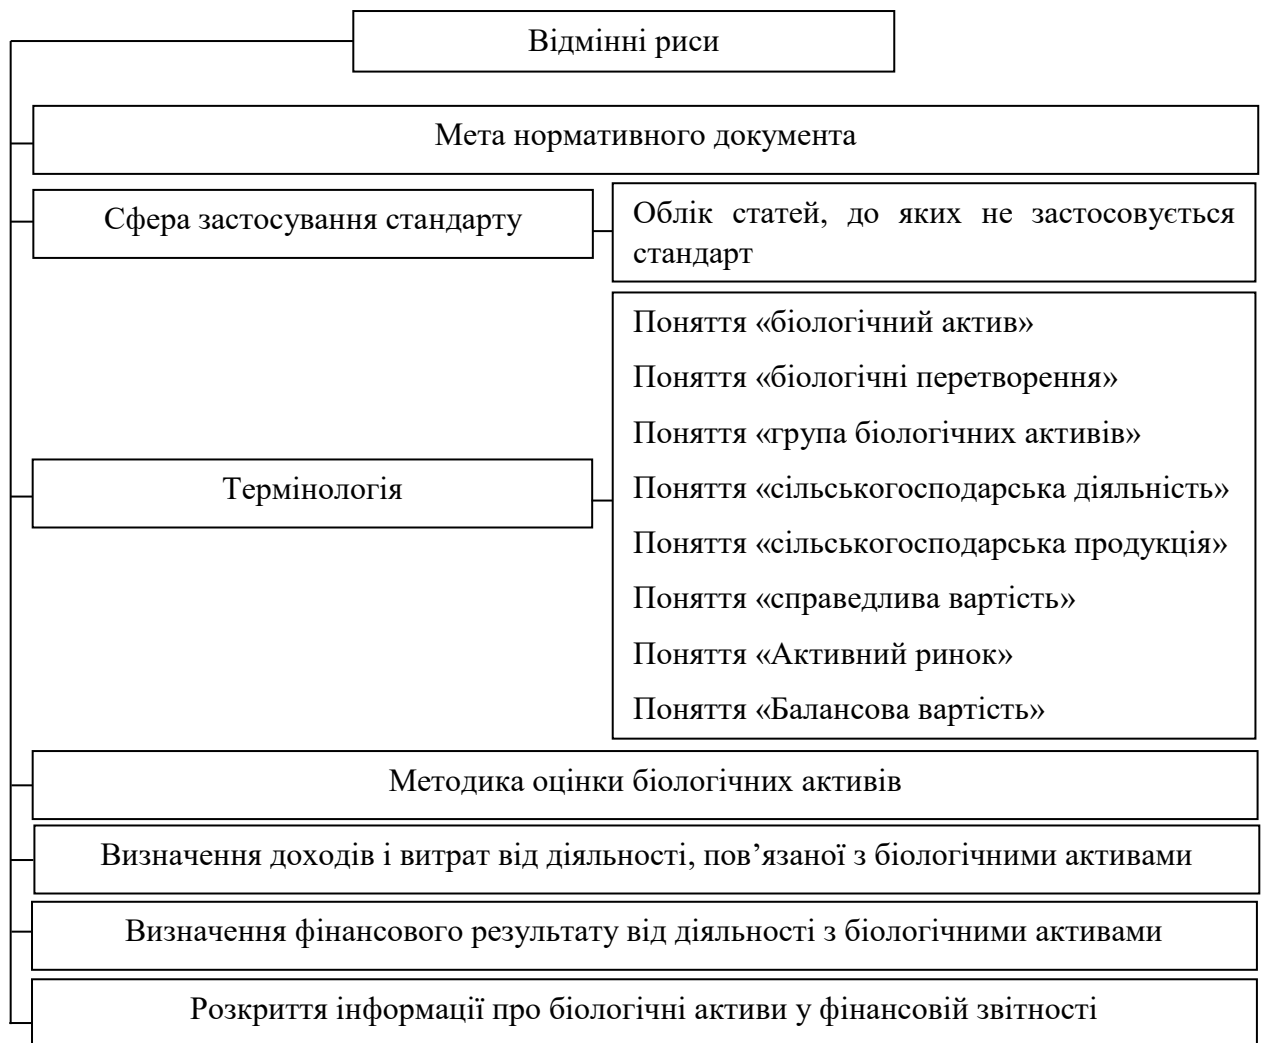 Відмінні риси
Мета нормативного документа
Сфера застосування стандарту
Облік статей, до яких не застосовується
стандарт
Термінологія
Поняття «біологічний актив»
Поняття «біологічні перетворення»
Поняття «група біологічних активів»
Поняття «сільськогосподарська діяльність»
Поняття «сільськогосподарська продукція»
Поняття «справедлива вартість»
Поняття «Активний ринок»
Поняття «Балансова вартість»
Методика оцінки біологічних активів
Визначення доходів і витрат від діяльності, пов’язаної з біологічними активами
Визначення фінансового результату від діяльності з біологічними активами
Розкриття інформації про біологічні активи у фінансовій звітності